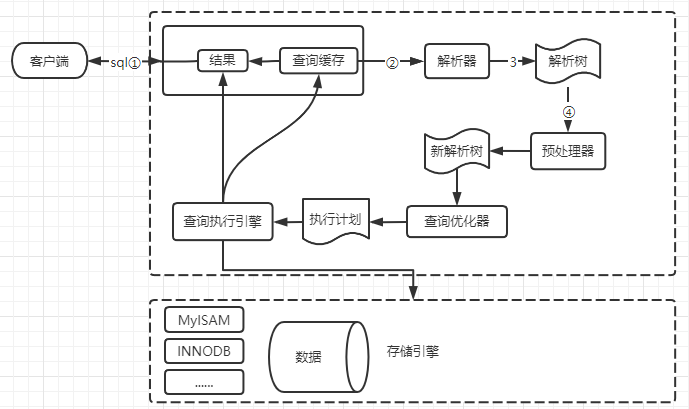 客户端
sql①
结果
查询缓存
②
解析器
3
解析树
④
新解析树
预处理器
查询执行引擎
执行计划
查询优化器
MyISAM
INNODB
......
数据
存储引擎